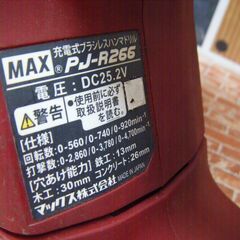 充電式ブラシレスハンマドリル
MAX PJ-R266
電圧：DC25.2V
警告
・使用前に必ず
取扱説明書
を読む。
【仕様】
回転数：0-560/0-740/0-920min⁻¹
打撃数：0-2,860/0-3,780/0-4,700min⁻¹
【穴あけ能力】鉄工：13mm
木工：30mm コンクリート：26mm
マックス株式会社 MADE IN JAPAN